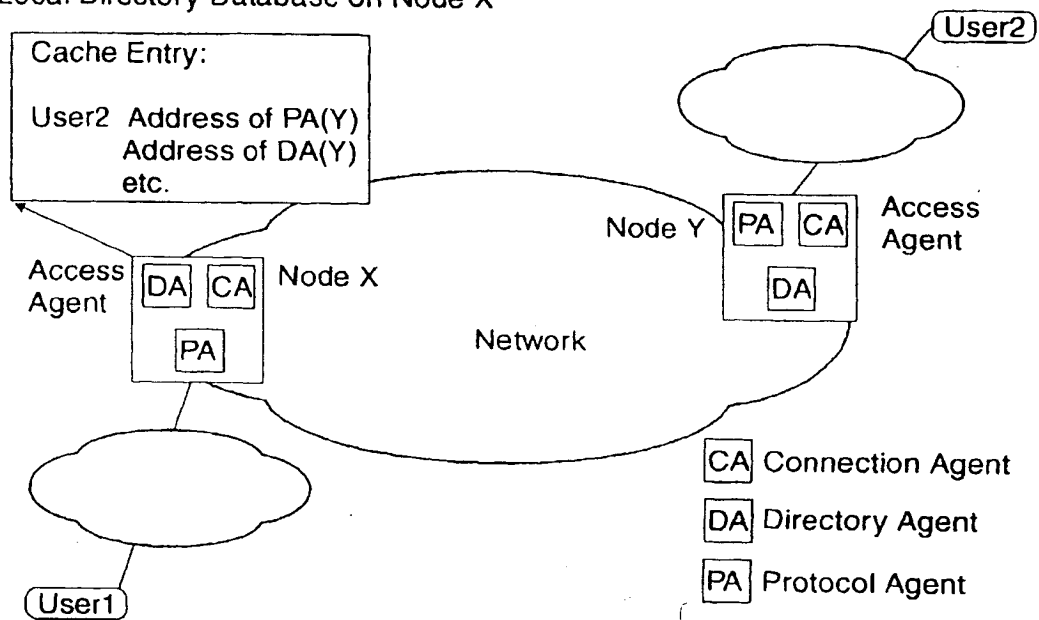 Local Directory Database on Node X
User2
Cache Entry:
User2 Address of PA(Y)
Address of DA(Y)
etc.
Node Y
PA
CA
Access
Agent
DA
Access
Agent
DA
CA
Node X
PA
Network
CA Connection Agent
DA Directory Agent
PA Protocol Agent
User1